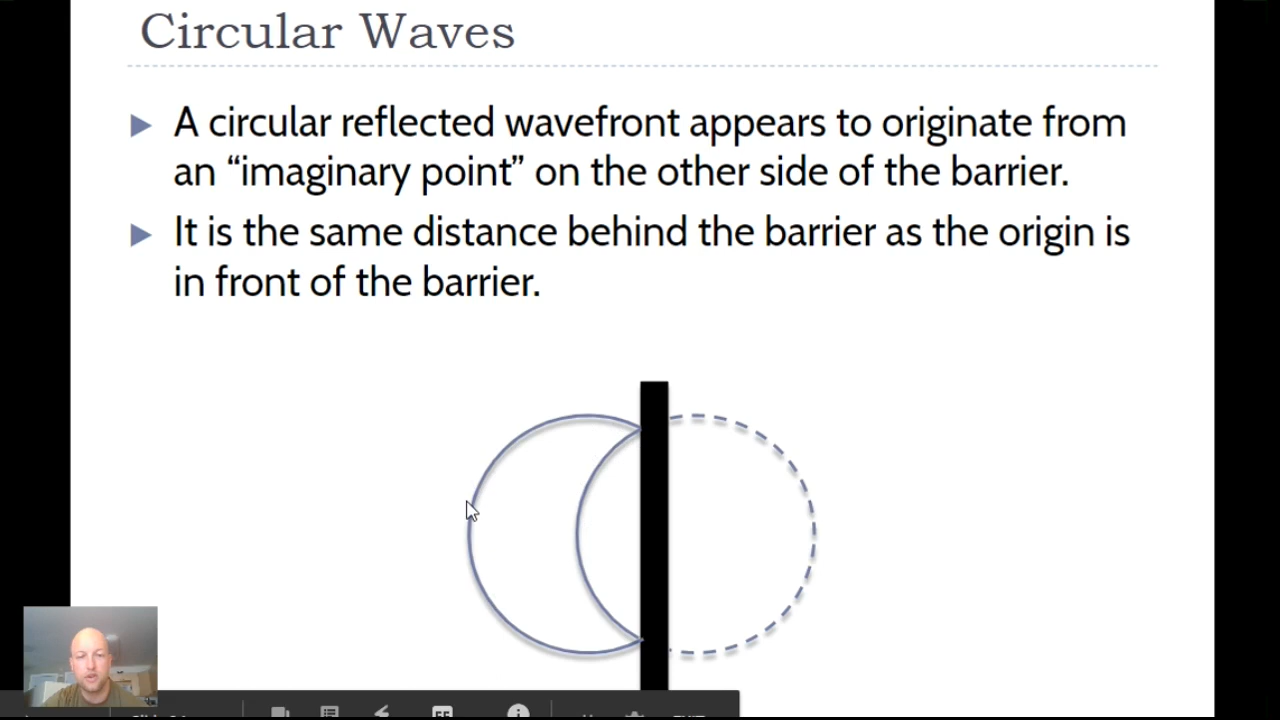 Circular Waves
A circular reflected wavefront appears to originate from
an “imaginary point” on the other side of the barrier.
It is the same distance behind the barrier as the origin is
in front of the barrier.